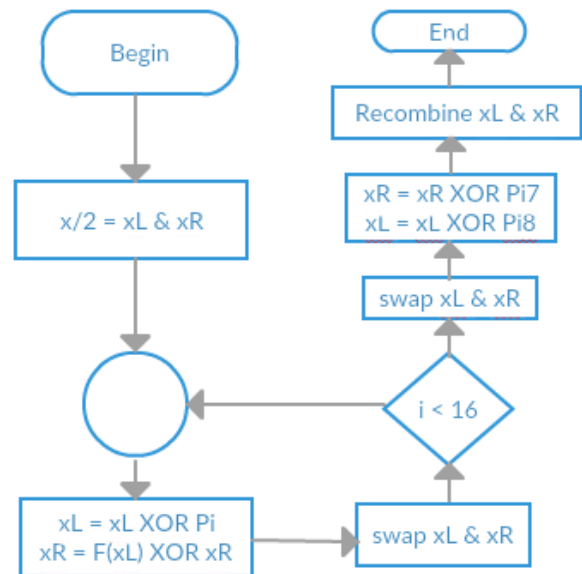 Begin
x/2 = xL & xR
xL = xL XOR Pi
xR = F(xL) XOR xR
swap xL & xR
i < 16
swap xL & xR
xR = xR XOR Pi7
xL = xL XOR Pi8
Recombine xL & xR
End